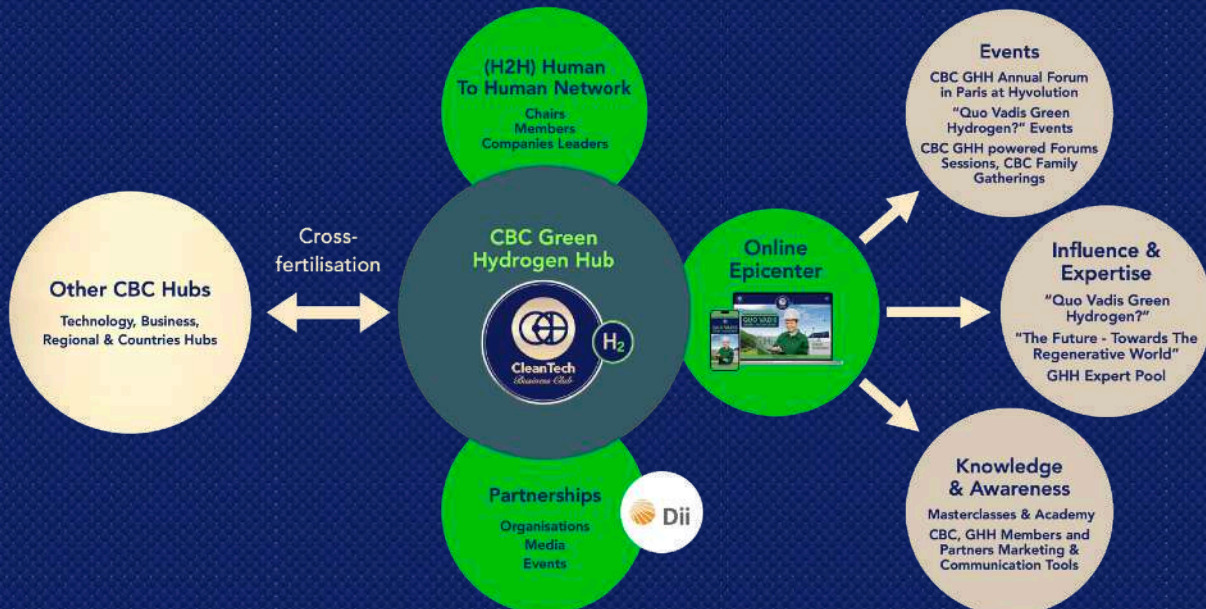 Other CBC Hubs
Technology, Business,
Regional & Countries Hubs
Cross-
fertilisation
(H2H) Human
To Human Network
Chairs
Members
Companies Leaders
CBC Green
Hydrogen Hub
CleanTech
Business Club
H2
Partnerships
Organisations
Media
Events
Dii
Online
Epicenter
QUO VADIS
Events
CBC GHH Annual Forum
in Paris at Hyvolution
"Quo Vadis Green
Hydrogen?" Events
CBC GHH powered Forums
Sessions, CBC Family
Gatherings
Influence &
Expertise
"Quo Vadis Green
Hydrogen?"
"The Future - Towards The
Regenerative World"
GHH Expert Pool
Knowledge
& Awareness
Masterclasses & Academy
CBC, GHH Members and
Partners Marketing &
Communication Tools